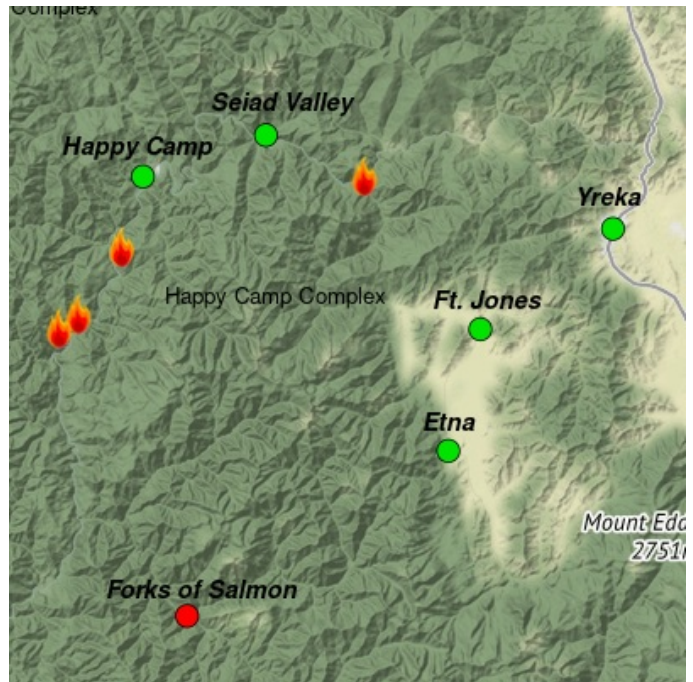 Complex
Seiad Valley
Happy Camp
Yreka
Happy Camp Complex
Ft. Jones
Etna
Mount Edd
2751
Forks of Salmon